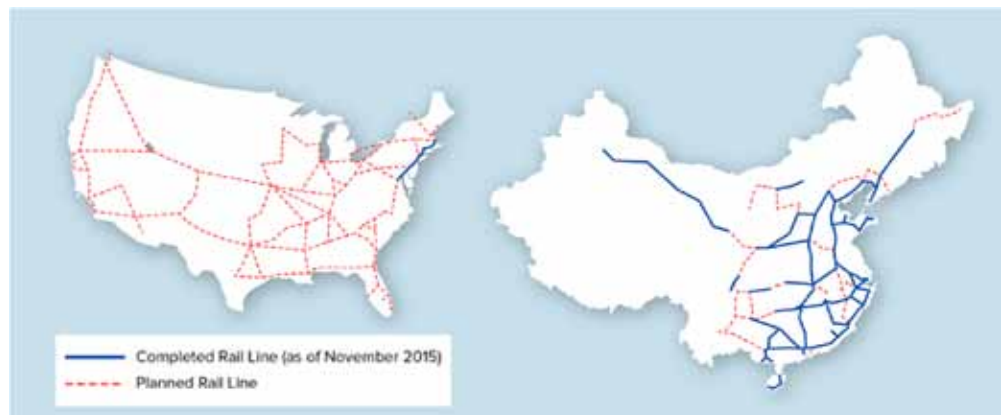 Completed Rail Line (as of November 2015)
Planned Rail Line